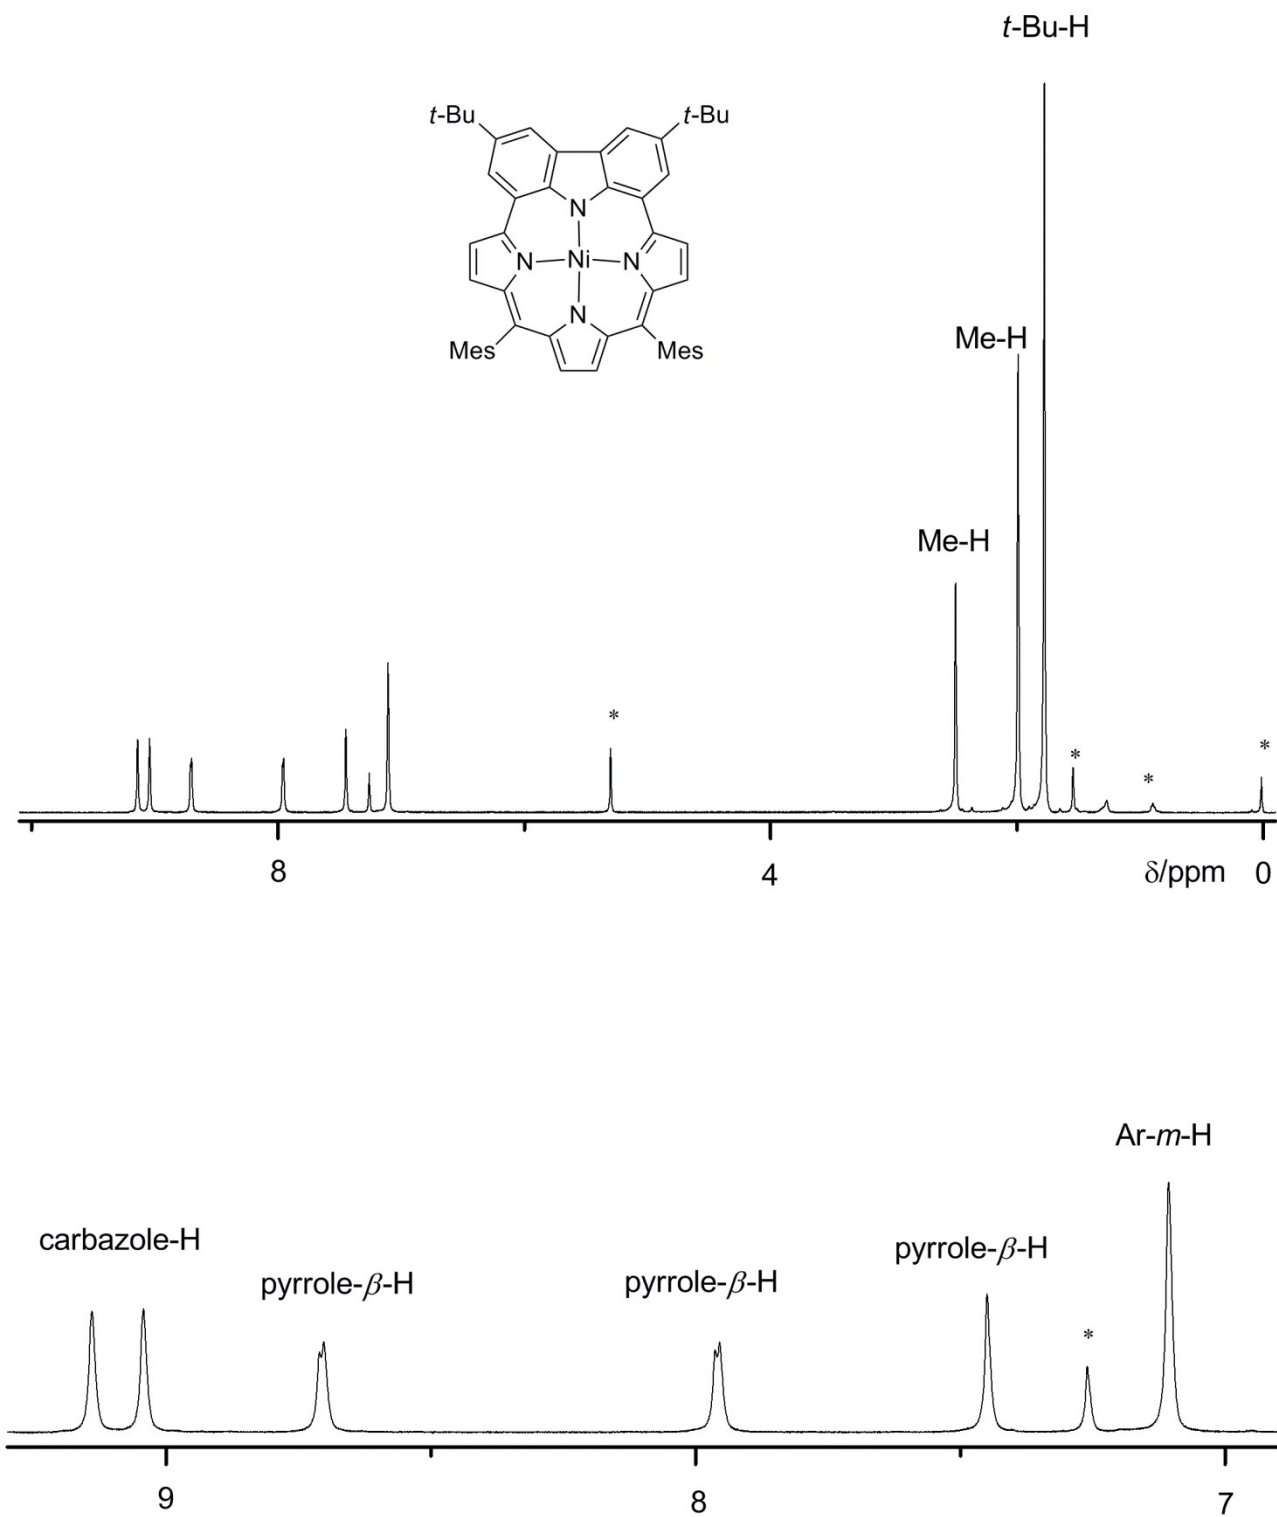 t-Bu-H
t-Bu
t-Bu
N
N
Ni
N
N
Mes
Mes
Me-H
Me-H
*
*
*
*
8
4
δ/ppm
0
Ar-m-H
carbazole-H
pyrrole-β-H
pyrrole-β-H
pyrrole-β-H
*
9
8
7